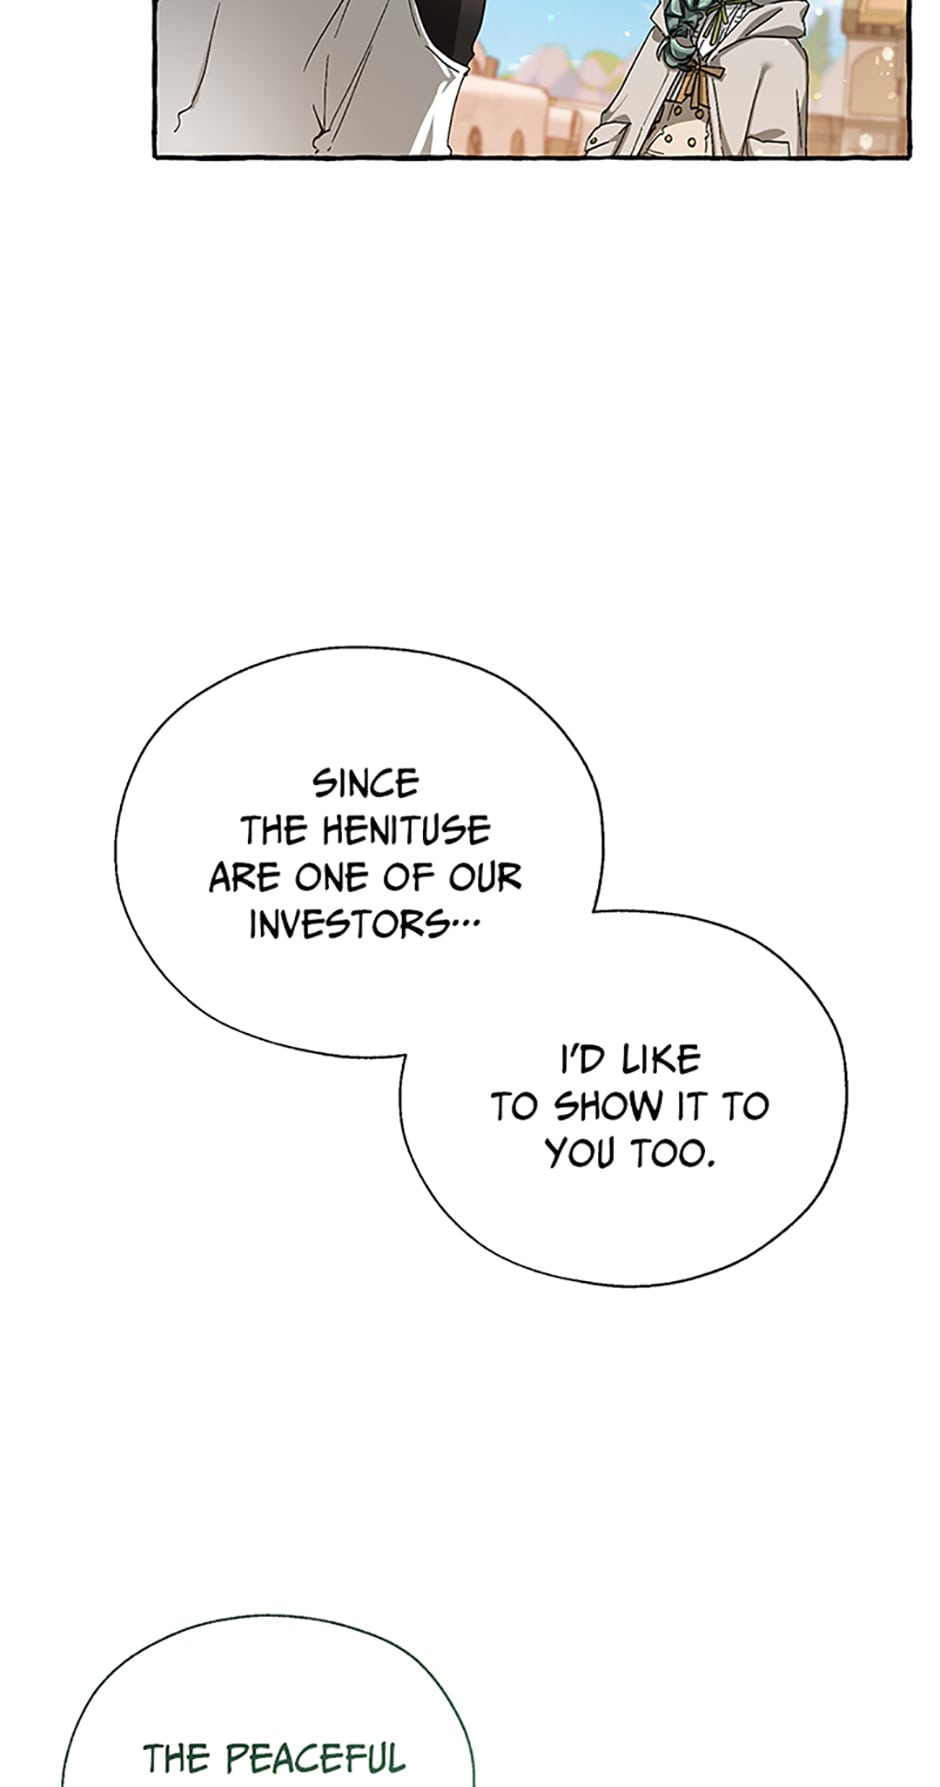 SINCE
THE HENITUSE
ARE ONE OF OUR
INVESTORS...
I'D LIKE
TO SHOW IT TO
YOU TOO.
THE PEACEFUL